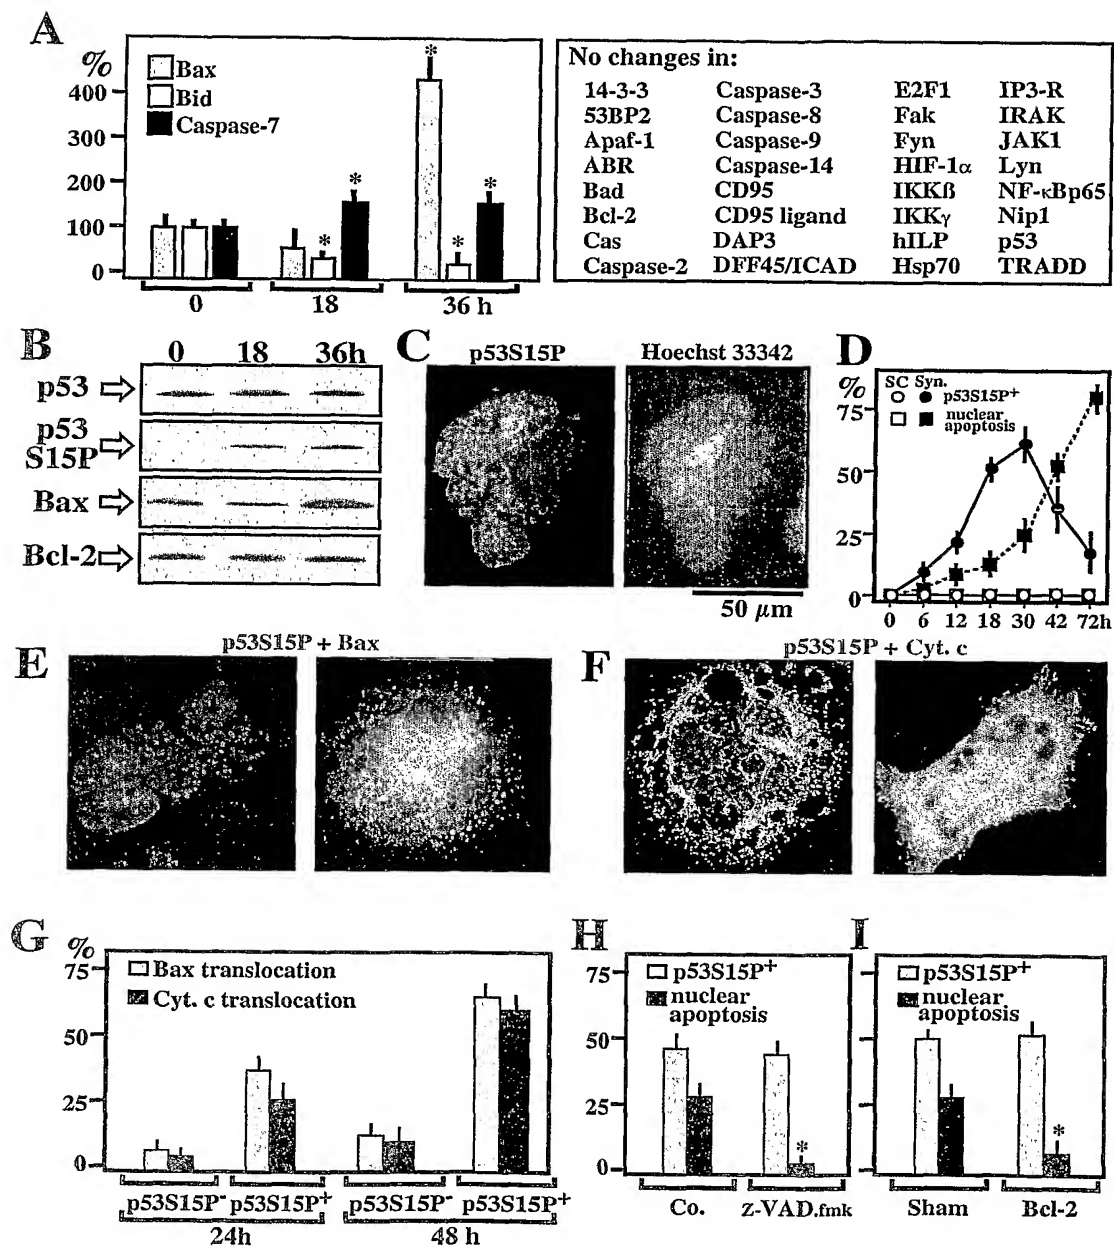 A
%
400
300
200
100
0
Bax
Bid
Caspase-7
*
*
*
*
*
0 18 36 h
No changes in:
14-3-3 Caspase-3 E2F1 IP3-R
53BP2 Caspase-8 Fak IRAK
Apaf-1 Caspase-9 Fyn JAK1
ABR Caspase-14 HIF-1α Lyn
Bad CD95 IKKß NF-κBp65
Bcl-2 CD95 ligand IKKγ Nip1
Cas DAP3 hILP p53
Caspase-2 DFF45/ICAD Hsp70 TRADD
B
0 18 36h
p53
p53
S15P
Bax
Bcl-2
C
p53S15P Hoechst 33342
50 µm
D
%
75
50
25
0
SC Syn.
p53S15P+
nuclear
apoptosis
0 6 12 18 30 42 72h
E
p53S15P + Bax
F
p53S15P + Cyt. c
G
%
75
50
25
0
Bax translocation
Cyt. c translocation
p53S15P- p53S15P+ p53S15P- p53S15P+
24h 48 h
H
75
50
25
0
p53S15P+
nuclear
apoptosis
*
Co. z-VAD.fmk
I
p53S15P+
nuclear
apoptosis
*
Sham Bcl-2